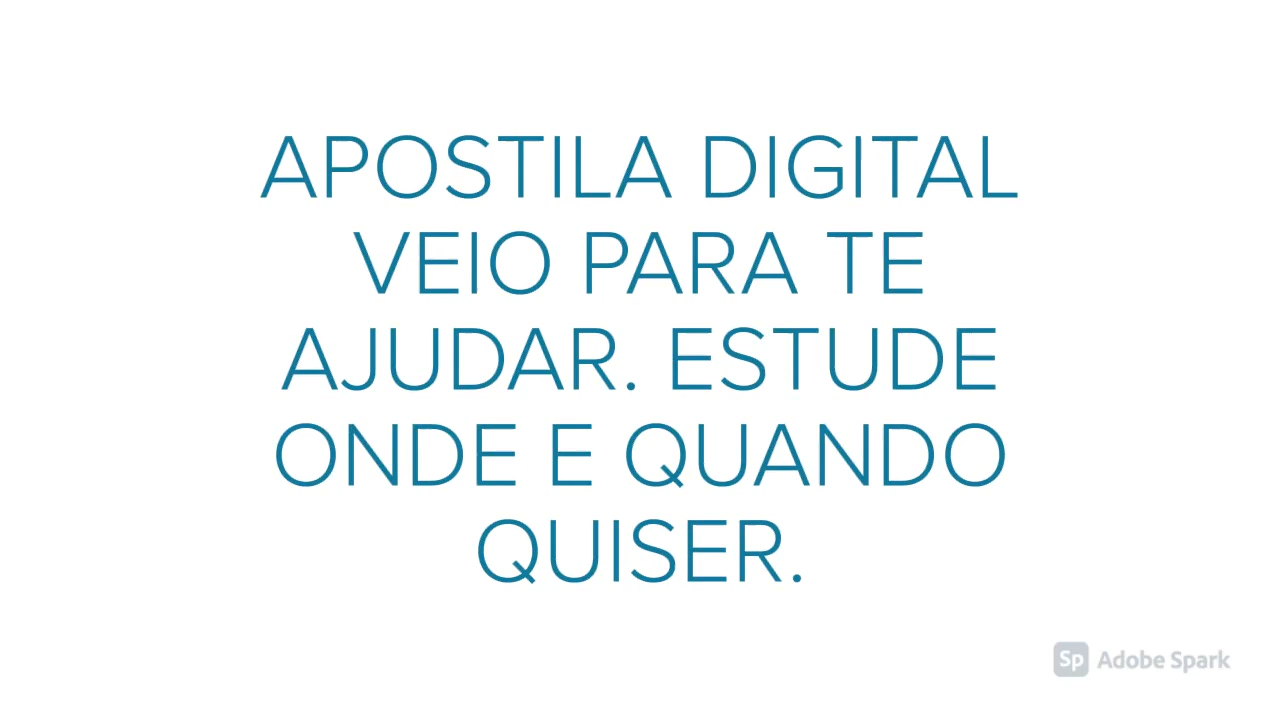 APOSTILA DIGITAL
VEIO PARA TE
AJUDAR. ESTUDE
ONDE E QUANDO
QUISER.
Sp Adobe Spark